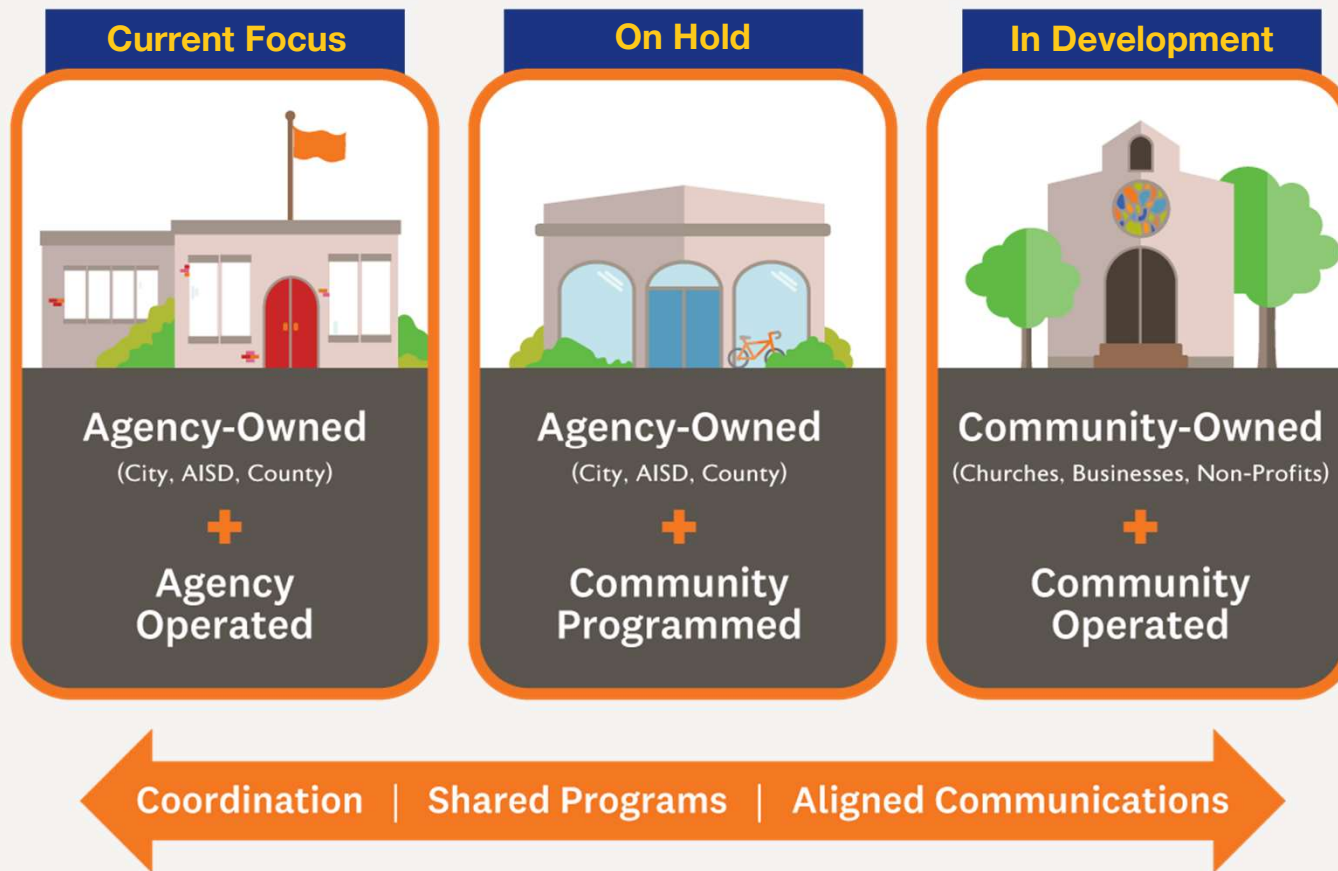 Current Focus
On Hold
In Development
Agency-Owned
(City, AISD, County)
+
Agency
Operated
Agency-Owned
(City, AISD, County)
+
Community
Programmed
Community-Owned
(Churches, Businesses, Non-Profits)
+
Community
Operated
Coordination | Shared Programs | Aligned Communications